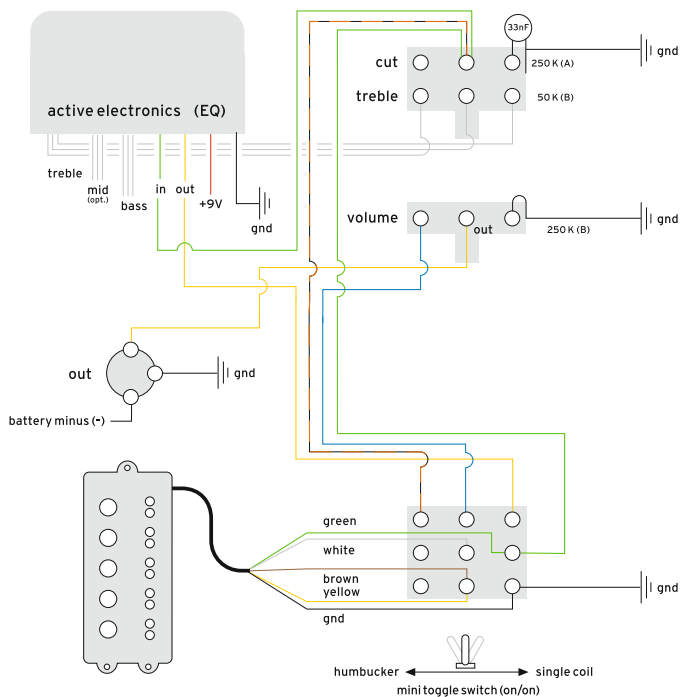 33nF
gnd
cut
250 K (A)
treble
50 K (B)
active electronics (EQ)
treble
mid
(opt.)
bass
in
out
+9V
gnd
volume
out
gnd
250 K (B)
out
gnd
battery minus (-)
green
white
brown
yellow
gnd
gnd
humbucker
single coil
mini toggle switch (on/on)